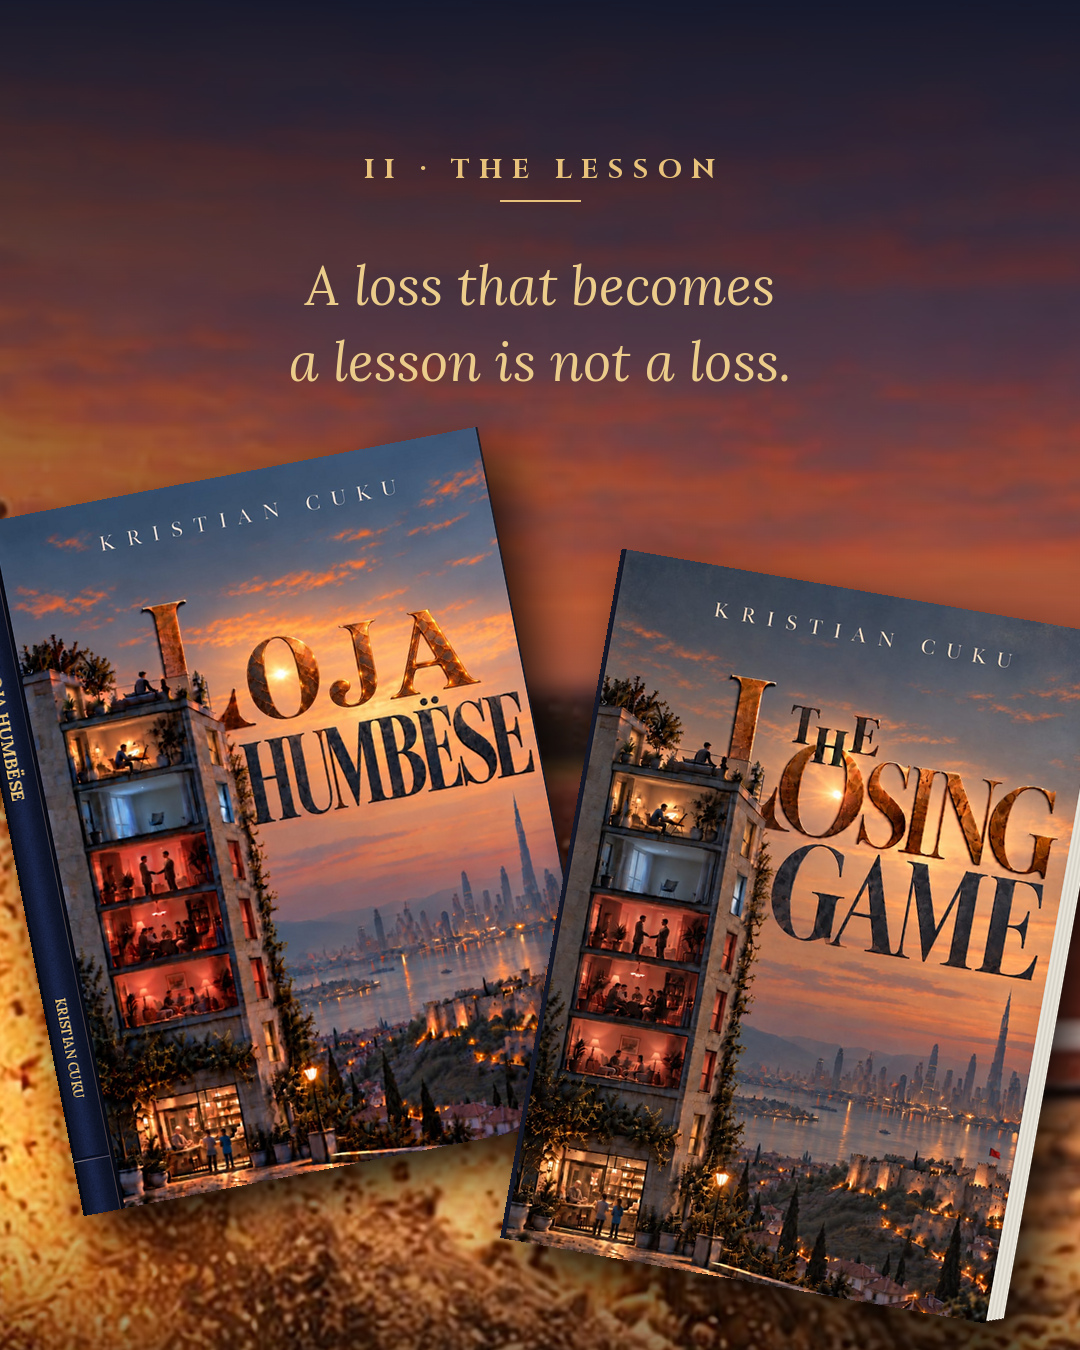 II · THE LESSON
A loss that becomes
a lesson is not a loss.
KRISTIAN CUKU
LOJA
HUMBËSE
HUMBËSE
KRISTIAN CUKU
KRISTIAN CUKU
THE
LOSING
GAME